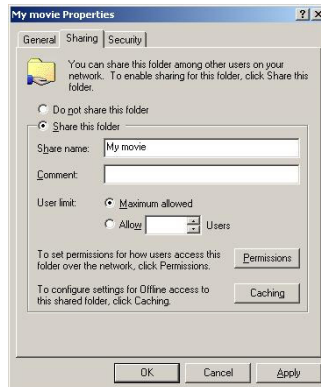 My movie Properties
General Sharing Security
You can share this folder among other users on your
network. To enable sharing for this folder, click Share this
folder.
Do not share this folder
Share this folder
Share name: My movie
Comment:
User limit: Maximum allowed
Allow Users
To set permissions for how users access this
folder over the network, click Permissions.
Permissions
To configure settings for Offline access to
this shared folder, click Caching.
Caching
OK Cancel Apply